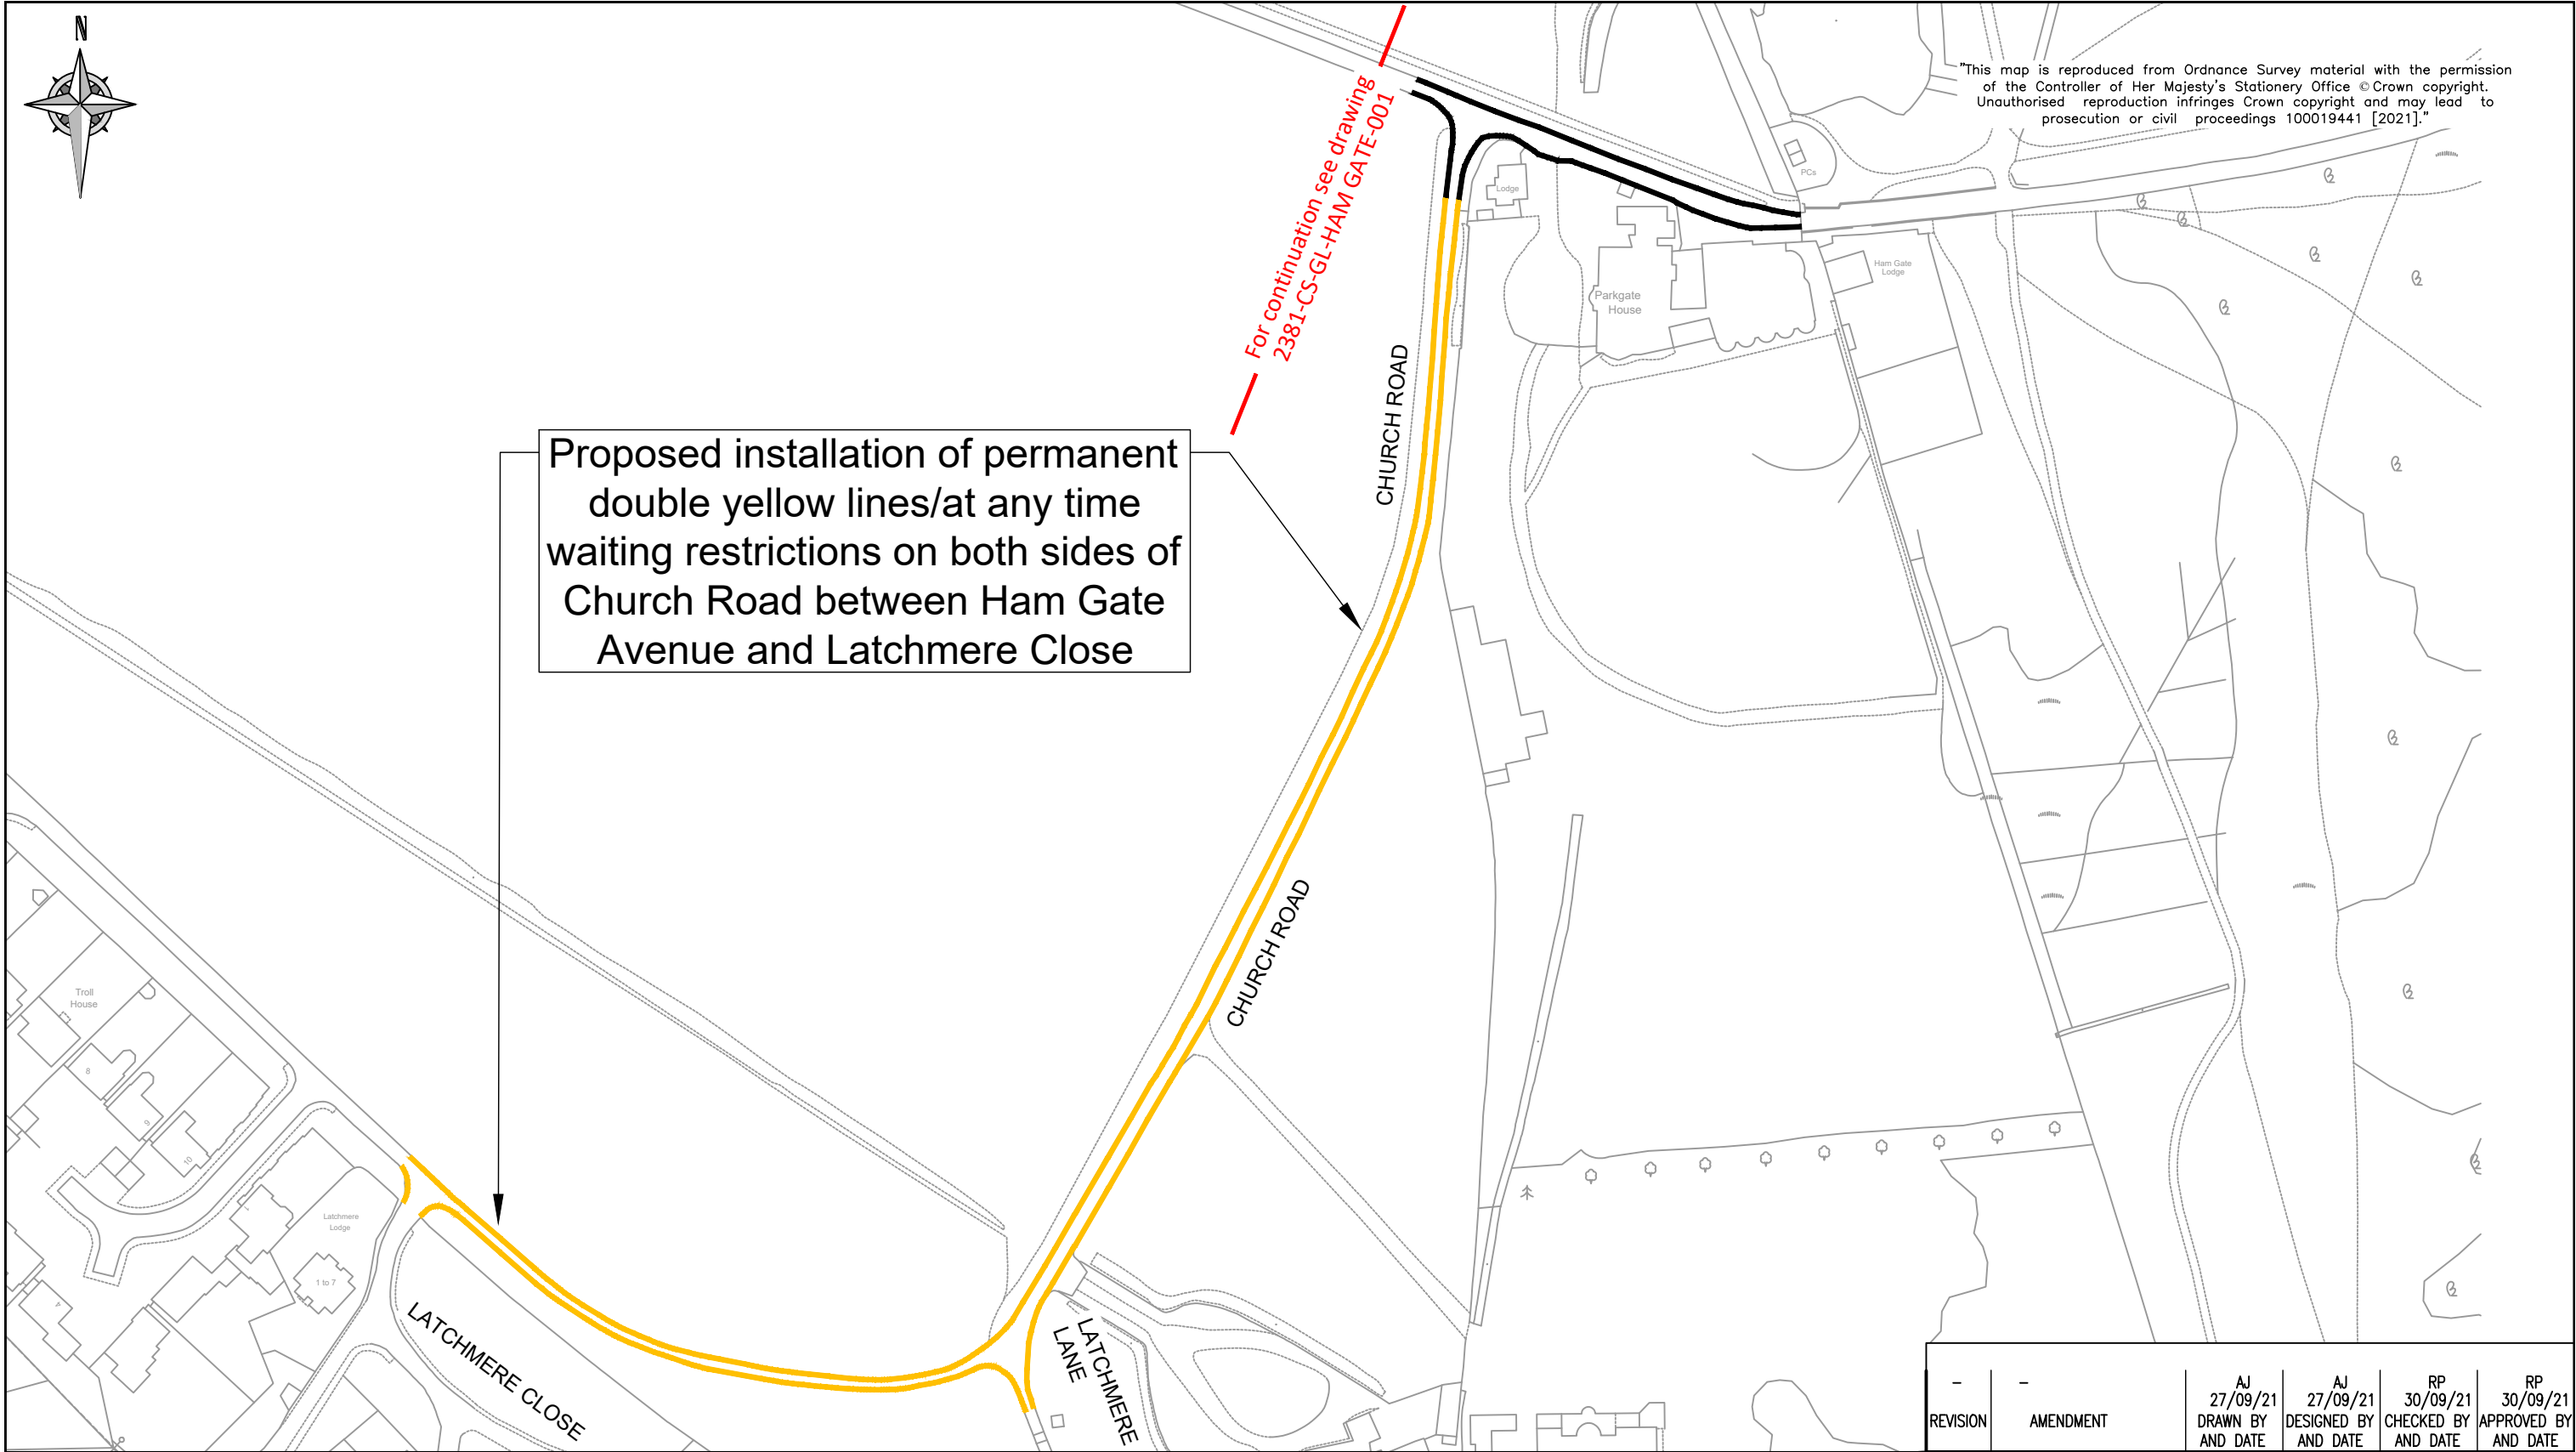 N
"This map is reproduced from Ordnance Survey material with the permission
of the Controller of Her Majesty's Stationery Office © Crown copyright.
Unauthorised reproduction infringes Crown copyright and may lead to
prosecution or civil proceedings 100019441 [2021]."
For continuation see drawing
2381-CS-GL-HAM GATE-001
PCs
Lodge
Ham Gate
Lodge
Parkgate
House
CHURCH ROAD
Proposed installation of permanent
double yellow lines/at any time
waiting restrictions on both sides of
Church Road between Ham Gate
Avenue and Latchmere Close
CHURCH ROAD
Troll
House
8
9
10
1
Latchmere
Lodge
1 to 7
4
LATCHMERE CLOSE
LATCHMERE
LANE
-
-
AJ
27/09/21
AJ
27/09/21
RP
30/09/21
RP
30/09/21
REVISION
AMENDMENT
DRAWN BY
AND DATE
DESIGNED BY
AND DATE
CHECKED BY
AND DATE
APPROVED BY
AND DATE